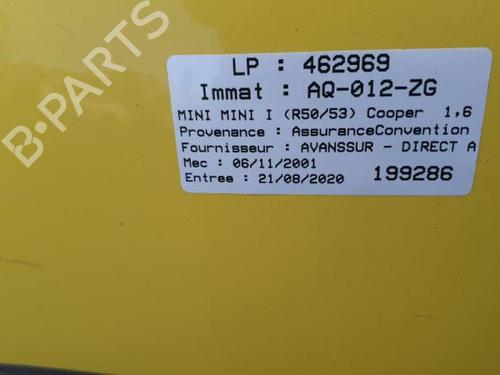 LP : 462969
Immat : AQ-012-ZG
MINI MINI I (R50/53) Cooper 1,6
Provenance : AssuranceConvention
Fournisseur : AVANSSUR - DIRECT A
Mec : 06/11/2001
Entree : 21/08/2020 199286